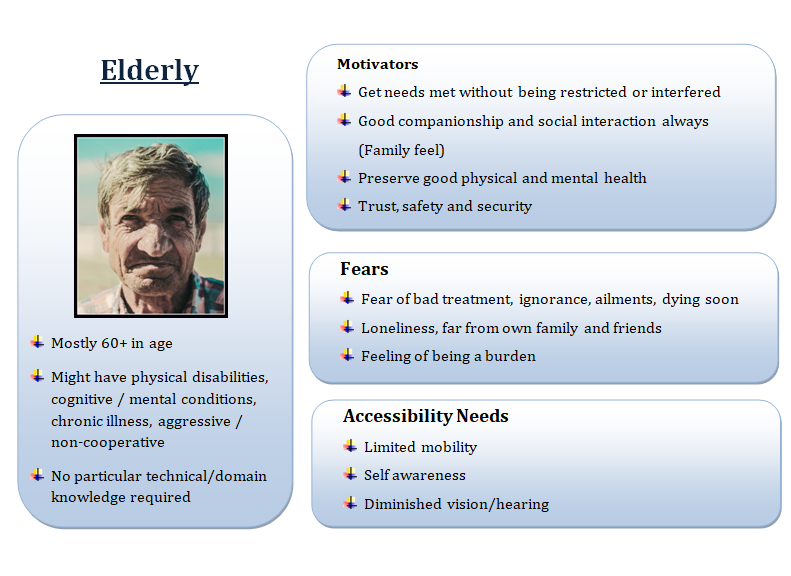 Elderly
Mostly 60+ in age
Might have physical disabilities,
cognitive / mental conditions,
chronic illness, aggressive /
non-cooperative
No particular technical/domain
knowledge required
Motivators
Get needs met without being restricted or interfered
Good companionship and social interaction always
(Family feel)
Preserve good physical and mental health
Trust, safety and security
Fears
Fear of bad treatment, ignorance, ailments, dying soon
Loneliness, far from own family and friends
Feeling of being a burden
Accessibility Needs
Limited mobility
Self awareness
Diminished vision/hearing